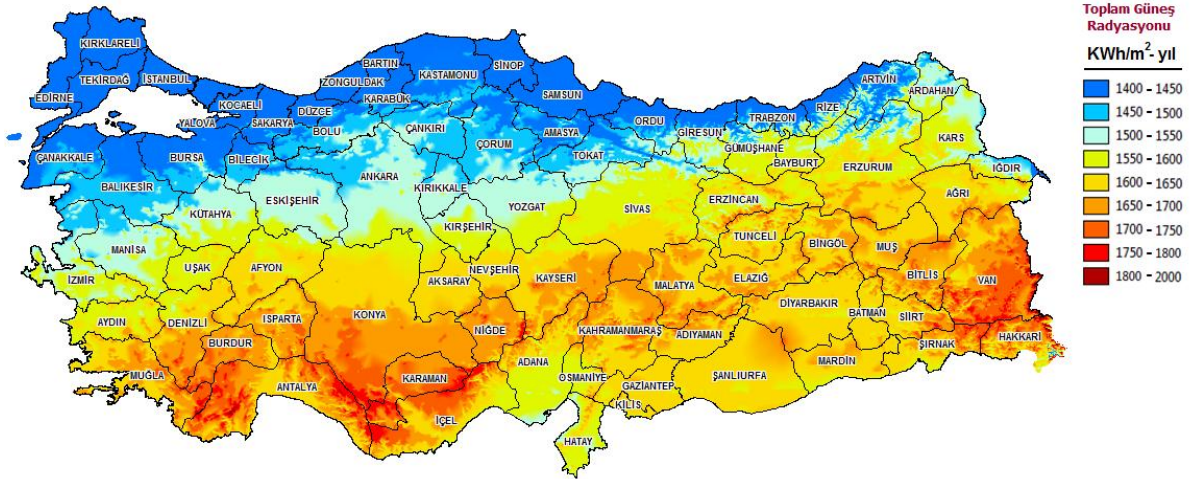 Toplam Güneş
Radyasyonu
KWh/m²- yıl
1400 - 1450
1450 - 1500
1500 - 1550
1550 - 1600
1600 - 1650
1650 - 1700
1700 - 1750
1750 - 1800
1800 - 2000
KIRKLARELİ
TEKİRDAĞ
İSTANBUL
EDİRNE
KOCAELİ
YALOVA
SAKARYA
DÜZCE
ZONGULDAK
BARTIN
KARABÜK
KASTAMONU
SİNOP
SAMSUN
BOLU
ÇANKIRI
ÇORUM
AMASYA
ORDU
GİRESUN
TRABZON
RİZE
ARTVİN
ARDAHAN
KARS
ÇANAKKALE
BURSA
BİLECİK
TOKAT
GÜMÜŞHANE
BAYBURT
ERZURUM
IĞDIR
BALIKESİR
KÜTAHYA
ESKİŞEHİR
ANKARA
KIRIKKALE
YOZGAT
SİVAS
ERZİNCAN
AĞRI
MANİSA
UŞAK
AFYON
KIRŞEHİR
TUNCELİ
BİNGÖL
MUŞ
İZMİR
AKSARAY
NEVŞEHİR
KAYSERİ
MALATYA
ELAZIĞ
BİTLİS
VAN
AYDIN
DENİZLİ
ISPARTA
KONYA
NİĞDE
KAHRAMANMARAŞ
ADIYAMAN
DİYARBAKIR
BATMAN
SİİRT
ŞIRNAK
HAKKARİ
BURDUR
MUĞLA
ANTALYA
KARAMAN
İÇEL
ADANA
OSMANİYE
GAZİANTEP
KİLİS
ŞANLIURFA
MARDİN
HATAY